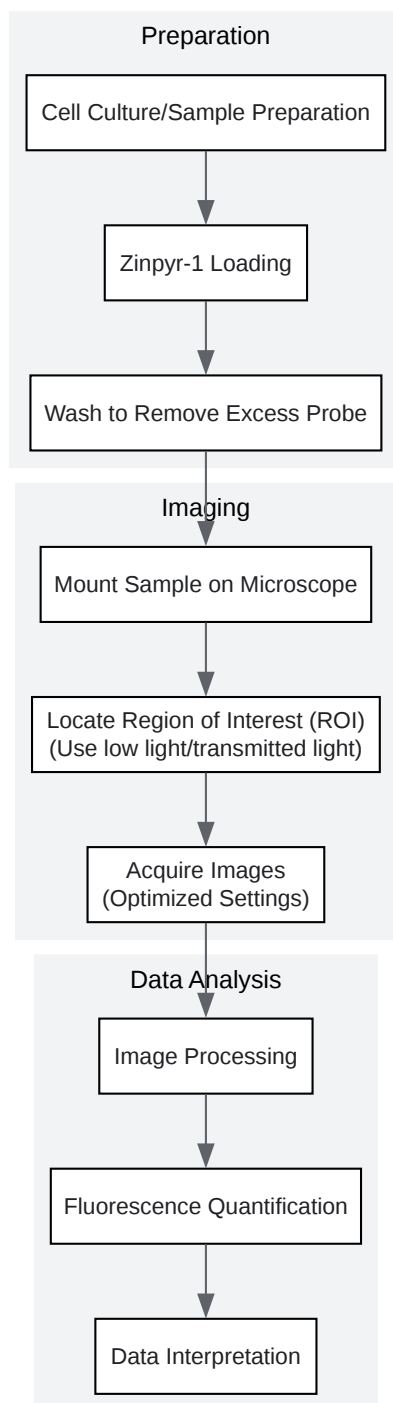 Preparation
Cell Culture/Sample Preparation
Zinpyr-1 Loading
Wash to Remove Excess Probe
Imaging
Mount Sample on Microscope
Locate Region of Interest (ROI)
(Use low light/transmitted light)
Acquire Images
(Optimized Settings)
Data Analysis
Image Processing
Fluorescence Quantification
Data Interpretation